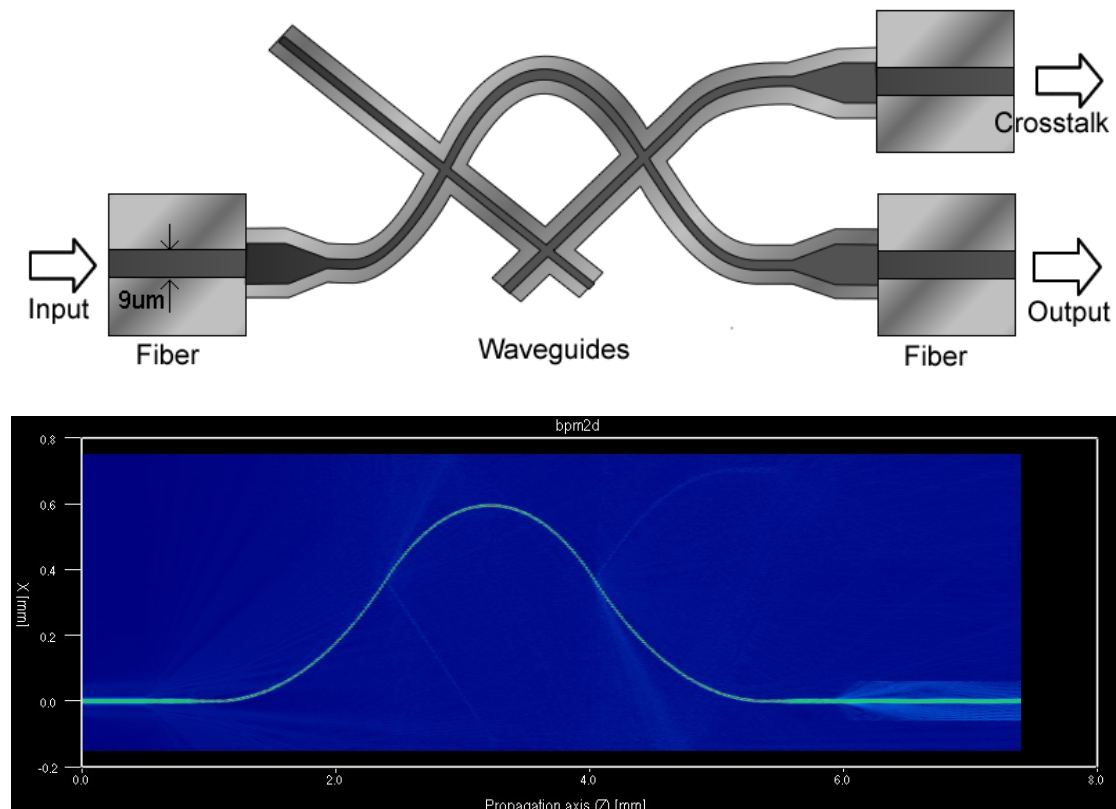 Crosstalk
Input
9um
Output
Fiber
Waveguides
Fiber
bpm2d
0.8
0.6
0.4
0.2
0.0
-0.2
X [mm]
0.0
2.0
4.0
6.0
8.0
Propagation axis (Z) [mm]